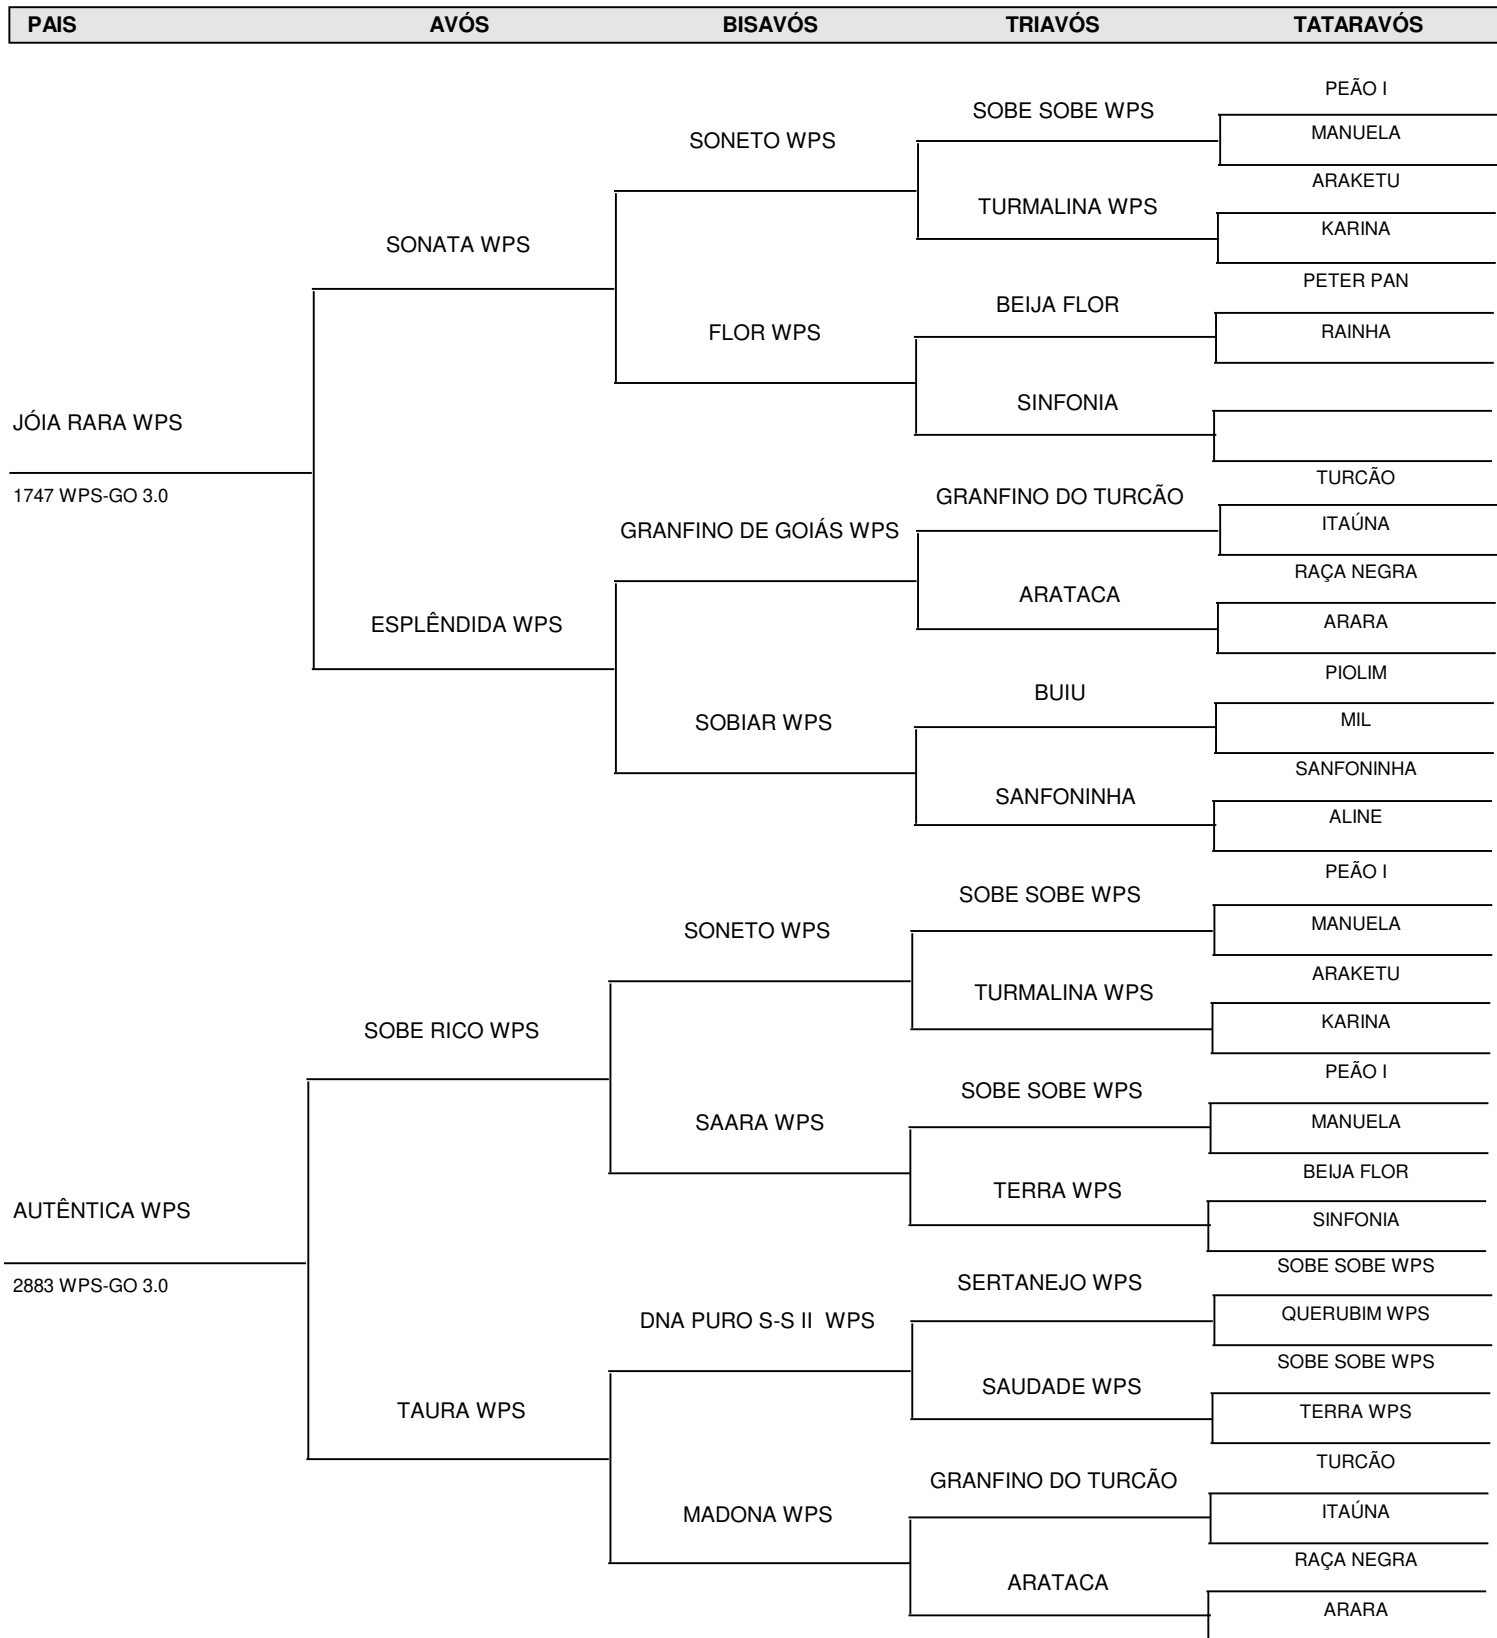 PAIS AVÓS BISAVÓS TRIAVÓS TATARAVÓS
PEÃO I
SOBE SOBE WPS
MANUELA
SONETO WPS
ARAKETU
TURMALINA WPS
KARINA
SONATA WPS
PETER PAN
BEIJA FLOR
RAINHA
FLOR WPS
SINFONIA
JÓIA RARA WPS
TURCÃO
1747 WPS-GO 3.0
GRANFINO DO TURCÃO
ITAÚNA
GRANFINO DE GOIÁS WPS
RAÇA NEGRA
ARATACA
ARARA
ESPLÊNDIDA WPS
PIOLIM
BUIU
MIL
SOBIAR WPS
SANFONINHA
SANFONINHA
ALINE
PEÃO I
SOBE SOBE WPS
MANUELA
SONETO WPS
ARAKETU
TURMALINA WPS
KARINA
SOBE RICO WPS
PEÃO I
SOBE SOBE WPS
MANUELA
SAARA WPS
BEIJA FLOR
TERRA WPS
AUTÊNTICA WPS
SINFONIA
SOBE SOBE WPS
2883 WPS-GO 3.0
SERTANEJO WPS
QUERUBIM WPS
DNA PURO S-S II WPS
SOBE SOBE WPS
SAUDADE WPS
TERRA WPS
TAURA WPS
TURCÃO
GRANFINO DO TURCÃO
ITAÚNA
MADONA WPS
RAÇA NEGRA
ARATACA
ARARA